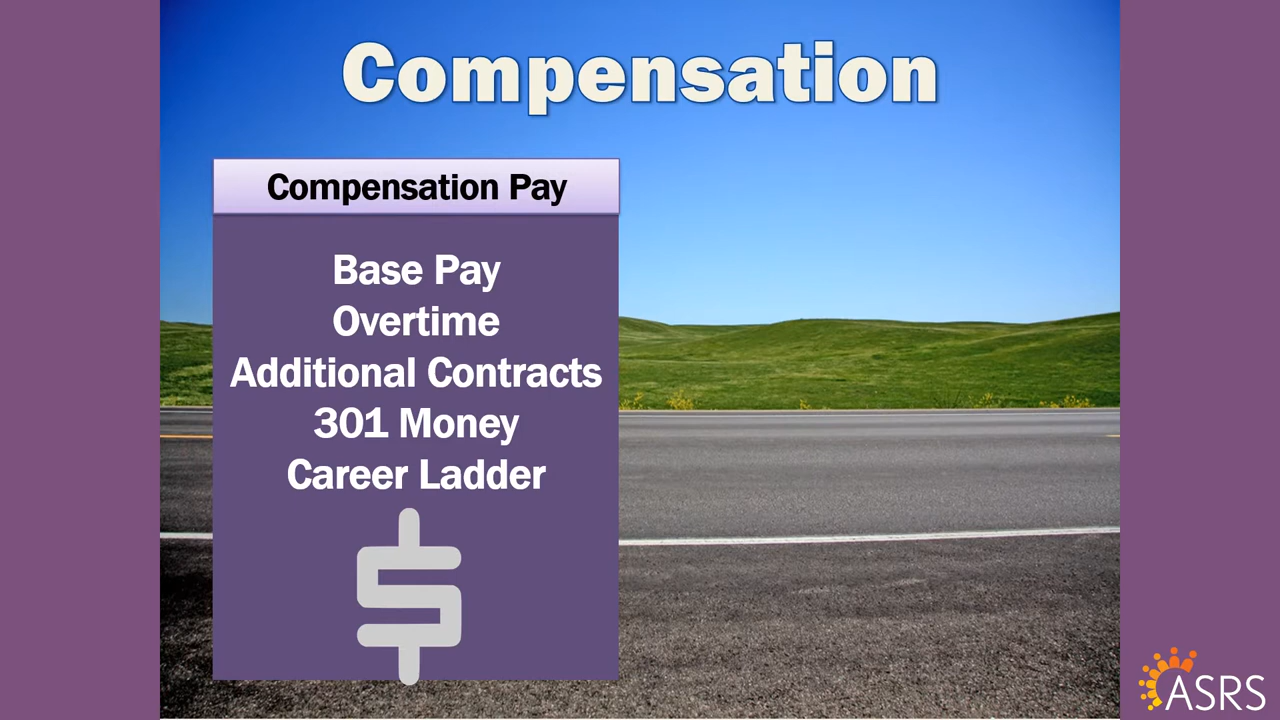 Compensation
Compensation Pay
Base Pay
Overtime
Additional Contracts
301 Money
Career Ladder
$
ASRS